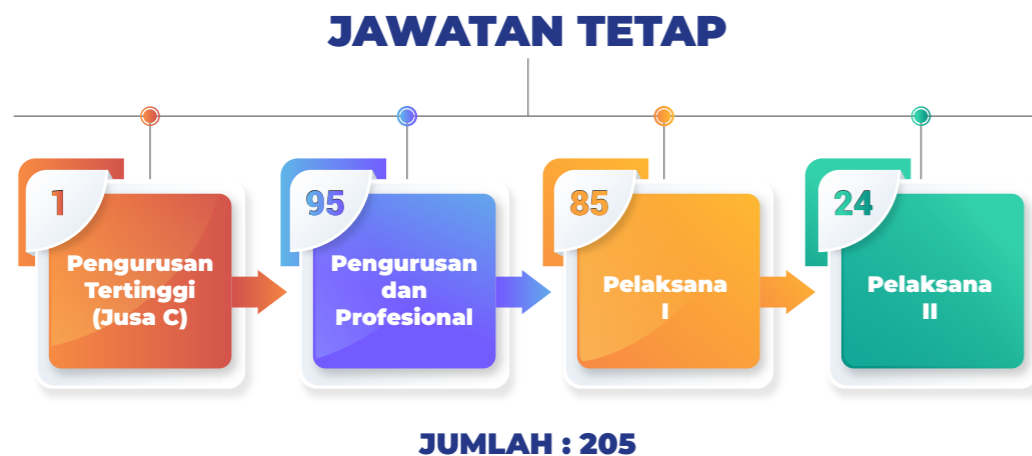 JAWATAN TETAP
1
Pengurusan
Tertinggi
(Jusa C)
95
Pengurusan
dan
Profesional
85
Pelaksana
I
24
Pelaksana
II
JUMLAH : 205